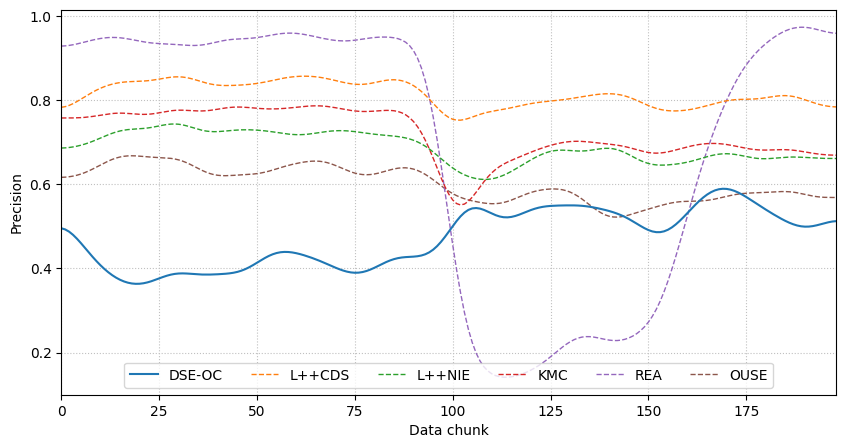 1.0
0.8
0.6
0.4
0.2
Precision
DSE-OC L++CDS L++NIE KMC REA OUSE
0 25 50 75 100 125 150 175
Data chunk